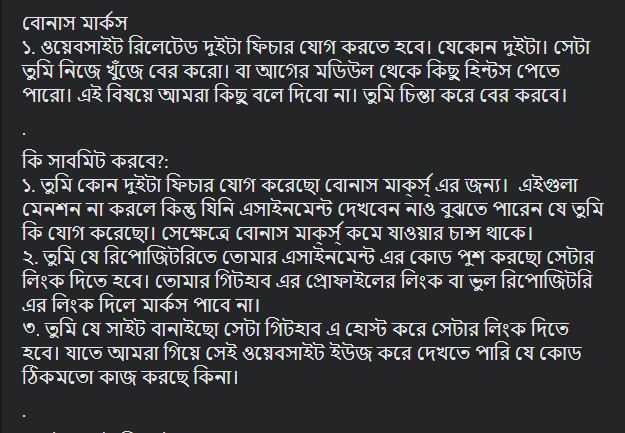 বোনাস মার্কস
১. ওয়েবসাইট রিলেটেড দুইটা ফিচার যোগ করতে হবে। যেকোন দুইটা। সেটা
তুমি নিজে খুঁজে বের করো। বা আগের মডিউল থেকে কিছু হিন্টস পেতে
পারো। এই বিষয়ে আমরা কিছু বলে দিবো না। তুমি চিন্তা করে বের করবে।
.
কি সাবমিট করবে?:
১. তুমি কোন দুইটা ফিচার যোগ করেছো বোনাস মার্ক্স্ এর জন্য। এইগুলা
মেনশন না করলে কিন্তু যিনি এসাইনমেন্ট দেখবেন নাও বুঝতে পারেন যে তুমি
কি যোগ করেছো। সেক্ষেত্রে বোনাস মার্ক্স্ কমে যাওয়ার চান্স থাকে।
২. তুমি যে রিপোজিটরিতে তোমার এসাইনমেন্ট এর কোড পুশ করছো সেটার
লিংক দিতে হবে। তোমার গিটহাব এর প্রোফাইলের লিংক বা ভুল রিপোজিটরি
এর লিংক দিলে মার্কস পাবে না।
৩. তুমি যে সাইট বানাইছো সেটা গিটহাব এ হোস্ট করে সেটার লিংক দিতে
হবে। যাতে আমরা গিয়ে সেই ওয়েবসাইট ইউজ করে দেখতে পারি যে কোড
ঠিকমতো কাজ করছে কিনা।
.